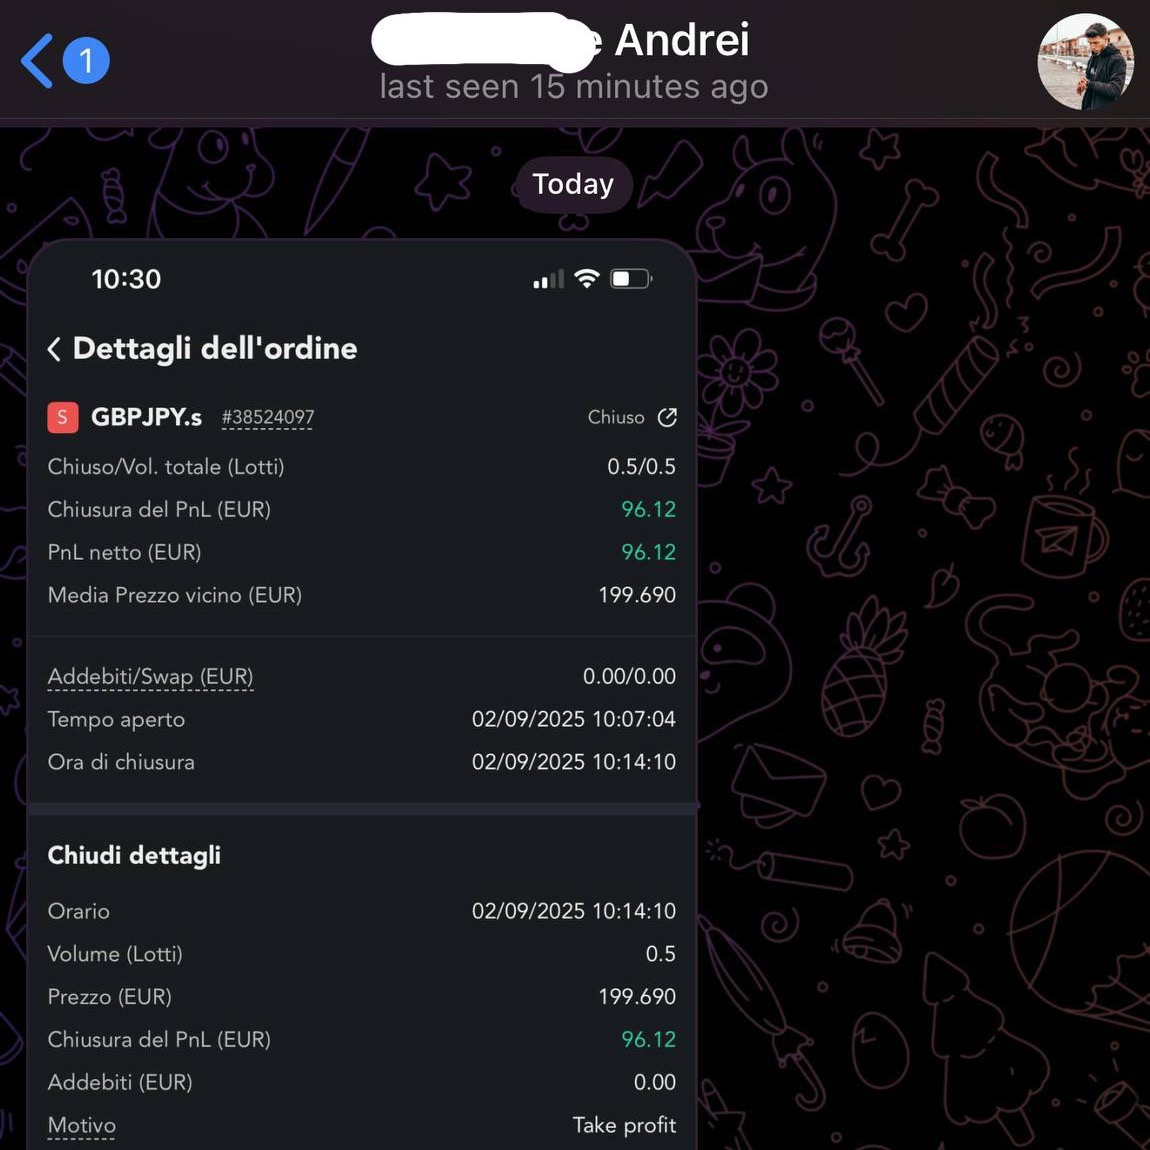 1
Andrei
last seen 15 minutes ago
Today
10:30
Dettagli dell'ordine
S GBPJPY.s #38524097 Chiuso
Chiuso/Vol. totale (Lotti) 0.5/0.5
Chiusura del PnL (EUR) 96.12
PnL netto (EUR) 96.12
Media Prezzo vicino (EUR) 199.690
Addebiti/Swap (EUR) 0.00/0.00
Tempo aperto 02/09/2025 10:07:04
Ora di chiusura 02/09/2025 10:14:10
Chiudi dettagli
Orario 02/09/2025 10:14:10
Volume (Lotti) 0.5
Prezzo (EUR) 199.690
Chiusura del PnL (EUR) 96.12
Addebiti (EUR) 0.00
Motivo Take profit